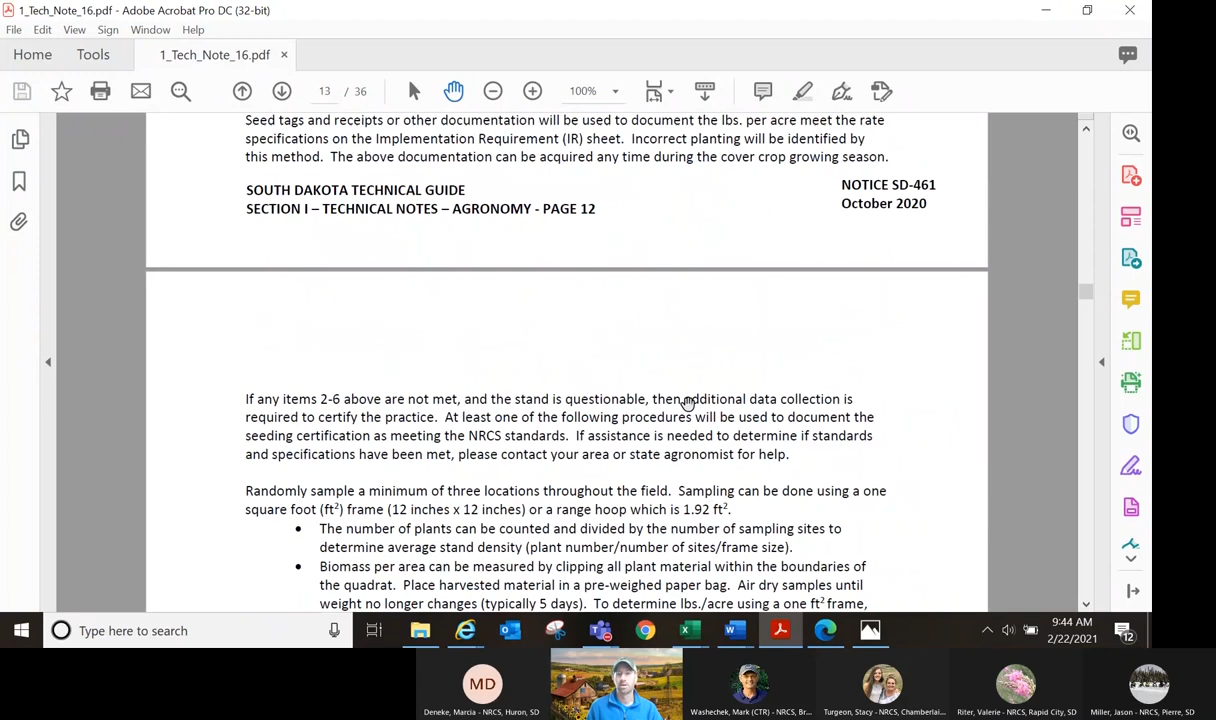 1_Tech_Note_16.pdf - Adobe Acrobat Pro DC (32-bit)
File Edit View Sign Window Help
Home Tools 1_Tech_Note_16.pdf ×
13 / 36 100%
Seed tags and receipts or other documentation will be used to document the lbs. per acre meet the rate
specifications on the Implementation Requirement (IR) sheet. Incorrect planting will be identified by
this method. The above documentation can be acquired any time during the cover crop growing season.
SOUTH DAKOTA TECHNICAL GUIDE
SECTION I – TECHNICAL NOTES – AGRONOMY - PAGE 12
NOTICE SD-461
October 2020
If any items 2-6 above are not met, and the stand is questionable, then additional data collection is
required to certify the practice. At least one of the following procedures will be used to document the
seeding certification as meeting the NRCS standards. If assistance is needed to determine if standards
and specifications have been met, please contact your area or state agronomist for help.
Randomly sample a minimum of three locations throughout the field. Sampling can be done using a one
square foot (ft²) frame (12 inches x 12 inches) or a range hoop which is 1.92 ft².
• The number of plants can be counted and divided by the number of sampling sites to
determine average stand density (plant number/number of sites/frame size).
• Biomass per area can be measured by clipping all plant material within the boundaries of
the quadrat. Place harvested material in a pre-weighed paper bag. Air dry samples until
weight no longer changes (typically 5 days). To determine lbs./acre using a one ft² frame,
Type here to search
9:44 AM
2/22/2021
12
MD
Deneke, Marcia - NRCS, Huron, SD
Washechek, Mark (CTR) - NRCS, Br...
Turgeon, Stacy - NRCS, Chamberlai...
Riter, Valerie - NRCS, Rapid City, SD
Miller, Jason - NRCS, Pierre, SD